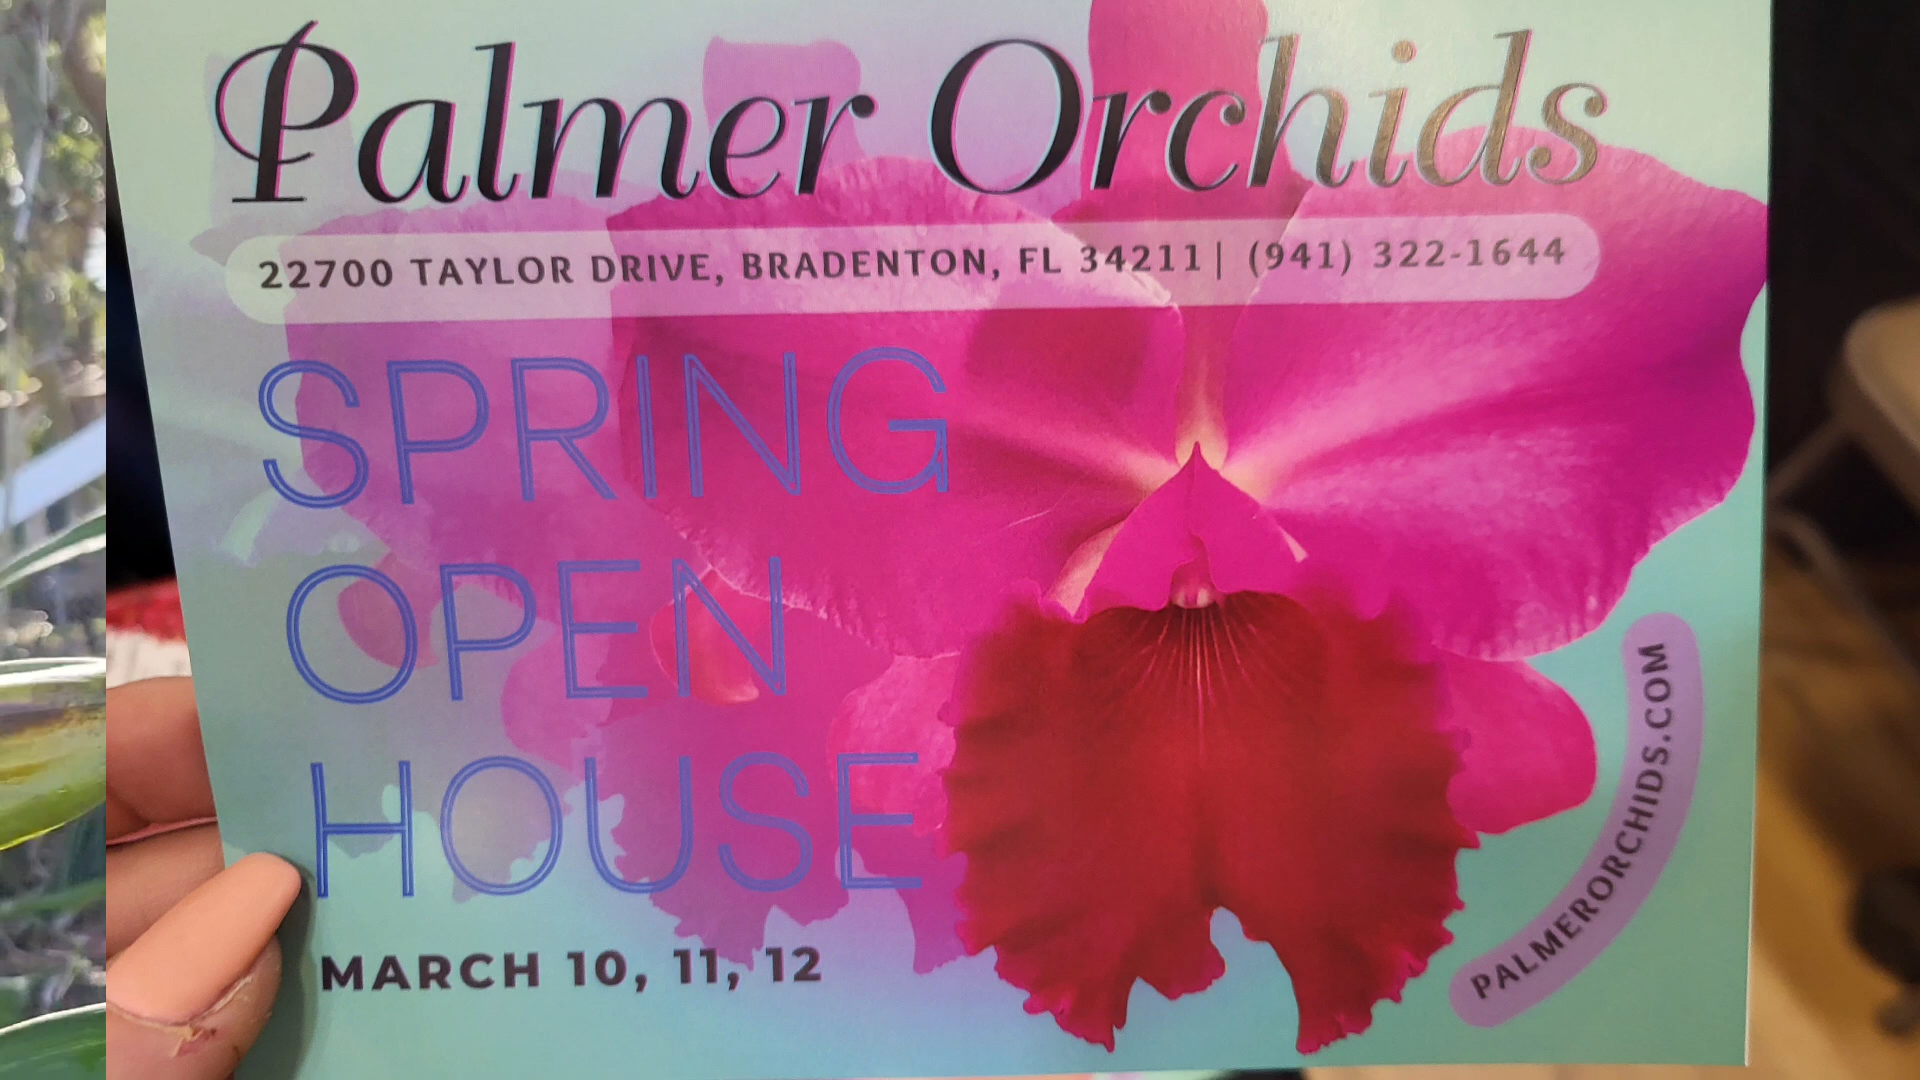 Palmer Orchids
22700 TAYLOR DRIVE, BRADENTON, FL 34211| (941) 322-1644
SPRING
OPEN
HOUSE
MARCH 10, 11, 12
PALMERORCHIDS.COM